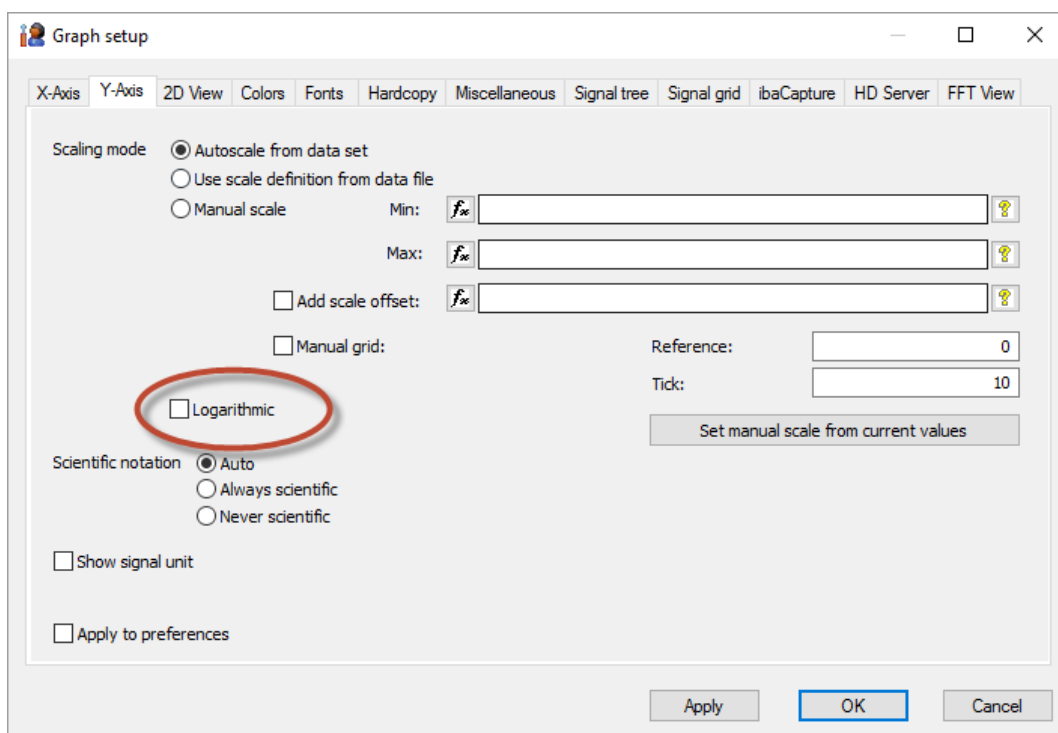 Graph setup
X-Axis Y-Axis 2D View Colors Fonts Hardcopy Miscellaneous Signal tree Signal grid ibaCapture HD Server FFT View
Scaling mode Autoscale from data set
Use scale definition from data file
Manual scale Min: fx ?
Max: fx ?
Add scale offset: fx ?
Manual grid: Reference: 0
Tick: 10
Logarithmic
Set manual scale from current values
Scientific notation Auto
Always scientific
Never scientific
Show signal unit
Apply to preferences
Apply OK Cancel